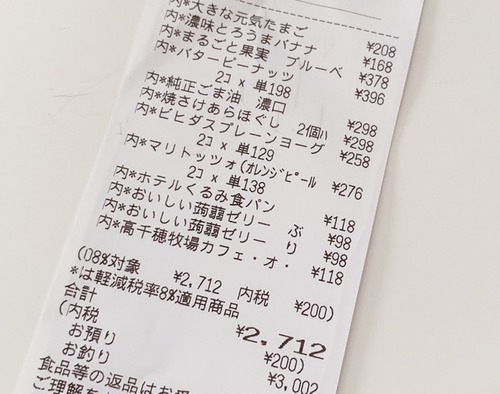 内*大きな元気たまご ¥208
内*濃味とろうまバナナ ¥168
内*まるごと果実 ブルーベ ¥378
内*バターピーナッツ
2コ x 単198 ¥396
内*純正ごま油 濃口 ¥298
内*焼さけあらほぐし 2個い ¥298
内*ビヒダスプレーンヨーグ
2コ x 単129 ¥258
内*マリトッツォ(オレンジピール
2コ x 単138 ¥276
内*ホテルくるみ食パン ¥118
内*おいしい蒟蒻ゼリー ぶ ¥98
内*おいしい蒟蒻ゼリー り ¥98
内*高千穂牧場カフェ・オ・ ¥118
(08%対象 ¥2,712 内税 ¥200)
*は軽減税率8%適用商品
合計 ¥2,712
(内税 ¥200)
お預り ¥3,002
お釣り
食品等の返品はお受
ご理解を